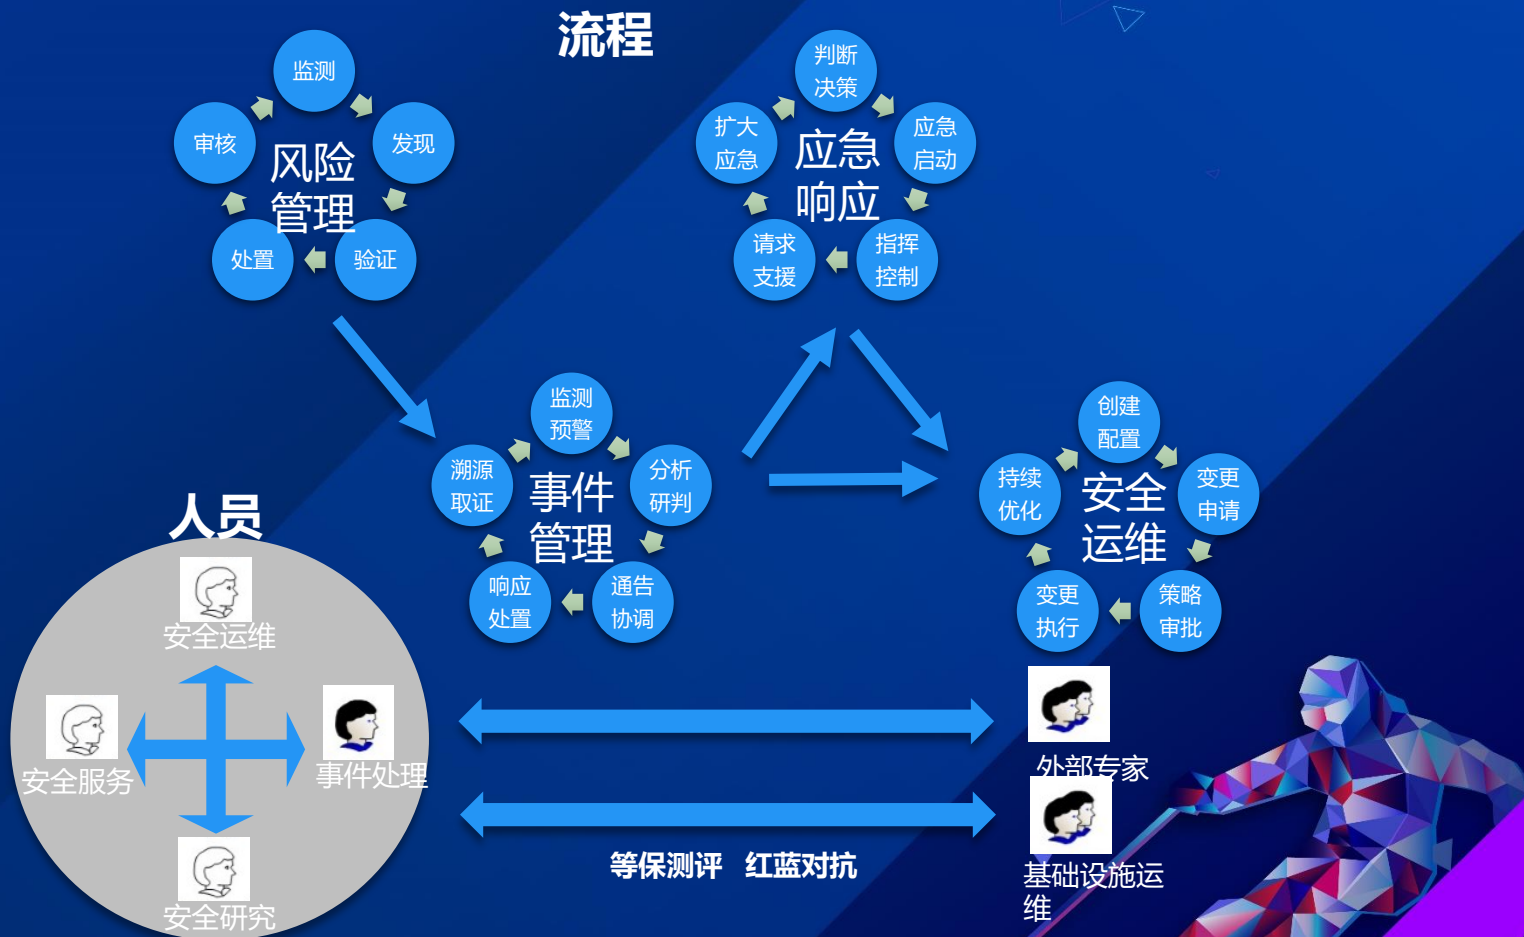 流程
监测
发现
验证
处置
审核
风险
管理
判断
决策
应急
启动
指挥
控制
请求
支援
扩大
应急
应急
响应
监测
预警
分析
研判
通告
协调
响应
处置
溯源
取证
事件
管理
创建
配置
变更
申请
策略
审批
变更
执行
持续
优化
安全
运维
人员
安全运维
安全服务
事件处理
安全研究
外部专家
基础设施运
维
等保测评 红蓝对抗